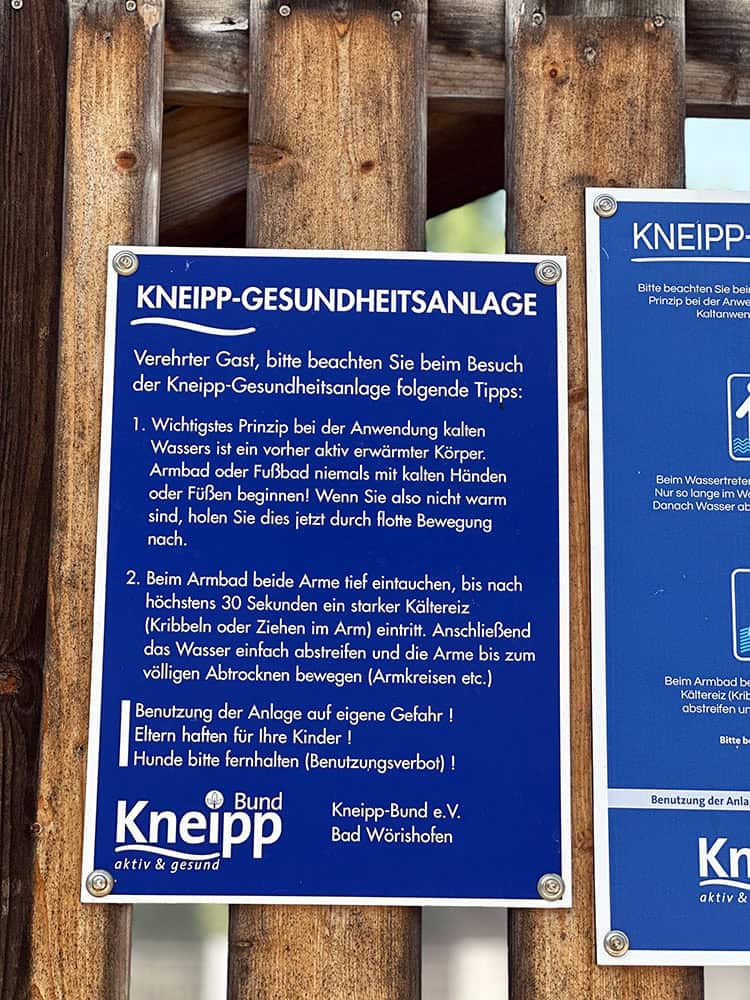 KNEIPP-GESUNDHEITSANLAGE
Verehrter Gast, bitte beachten Sie beim Besuch
der Kneipp-Gesundheitsanlage folgende Tipps:
1. Wichtigstes Prinzip bei der Anwendung kalten
Wassers ist ein vorher aktiv erwärmter Körper.
Armbad oder Fußbad niemals mit kalten Händen
oder Füßen beginnen! Wenn Sie also nicht warm
sind, holen Sie dies jetzt durch flotte Bewegung
nach.
2. Beim Armbad beide Arme tief eintauchen, bis nach
höchstens 30 Sekunden ein starker Kältereiz
(Kribbeln oder Ziehen im Arm) eintritt. Anschließend
das Wasser einfach abstreifen und die Arme bis zum
völligen Abtrocknen bewegen (Armkreisen etc.)
Benutzung der Anlage auf eigene Gefahr !
Eltern haften für Ihre Kinder !
Hunde bitte fernhalten (Benutzungsverbot) !
Bund
Kneipp
aktiv & gesund
Kneipp-Bund e.V.
Bad Wörishofen
KNEIPP-
Bitte beachten Sie bei
Prinzip bei der Anwe
Kaltanwen
Beim Wassertrete
Nur so lange im Wa
Danach Wasser ab
Beim Armbad be
Kältereiz (Krib
abstreifen un
Bitte b
Benutzung der Anla
Kn
aktiv &